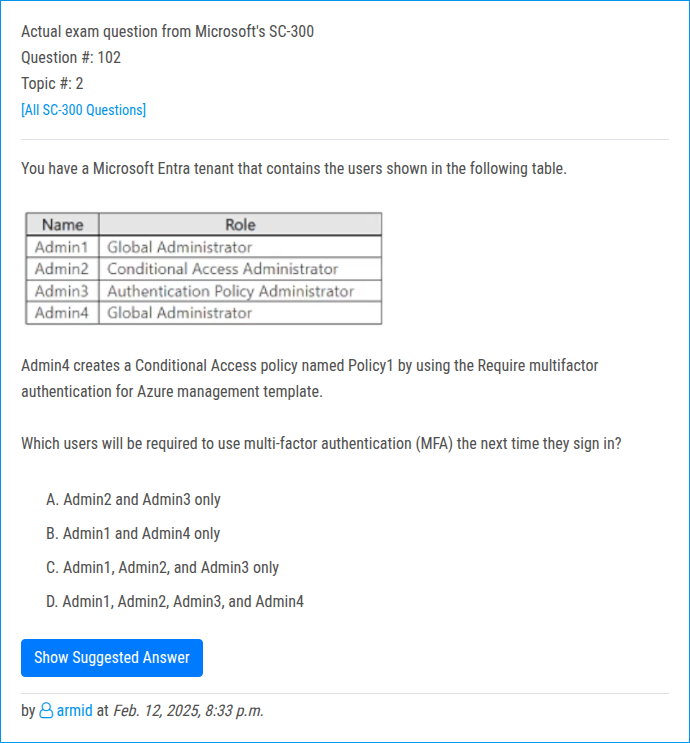 Actual exam question from Microsoft's SC-300
Question #: 102
Topic #: 2
[All SC-300 Questions]
You have a Microsoft Entra tenant that contains the users shown in the following table.
Name Role
Admin1 Global Administrator
Admin2 Conditional Access Administrator
Admin3 Authentication Policy Administrator
Admin4 Global Administrator
Admin4 creates a Conditional Access policy named Policy1 by using the Require multifactor
authentication for Azure management template.
Which users will be required to use multi-factor authentication (MFA) the next time they sign in?
A. Admin2 and Admin3 only
B. Admin1 and Admin4 only
C. Admin1, Admin2, and Admin3 only
D. Admin1, Admin2, Admin3, and Admin4
Show Suggested Answer
by armid at Feb. 12, 2025, 8:33 p.m.